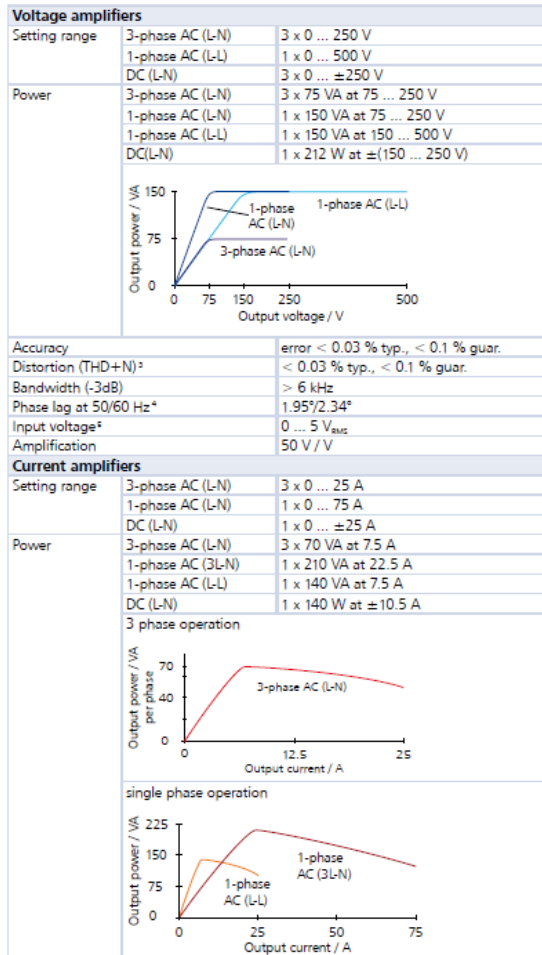 Voltage amplifiers
Setting range 3-phase AC (L-N) 3 x 0 ... 250 V
1-phase AC (L-L) 1 x 0 ... 500 V
DC (L-N) 3 x 0 ... ±250 V
Power 3-phase AC (L-N) 3 x 75 VA at 75 ... 250 V
1-phase AC (L-N) 1 x 150 VA at 75 ... 250 V
1-phase AC (L-L) 1 x 150 VA at 150 ... 500 V
DC(L-N) 1 x 212 W at ±(150 ... 250 V)
Output power / VA
150
75
0
1-phase
AC (L-N)
1-phase AC (L-L)
3-phase AC (L-N)
0 75 150 250 500
Output voltage / V
Accuracy error < 0.03 % typ., < 0.1 % guar.
Distortion (THD+N)³ < 0.03 % typ., < 0.1 % guar.
Bandwidth (-3dB) > 6 kHz
Phase lag at 50/60 Hz⁴ 1.95°/2.34°
Input voltage⁵ 0 ... 5 VRMS
Amplification 50 V / V
Current amplifiers
Setting range 3-phase AC (L-N) 3 x 0 ... 25 A
1-phase AC (L-N) 1 x 0 ... 75 A
DC (L-N) 1 x 0 ... ±25 A
Power 3-phase AC (L-N) 3 x 70 VA at 7.5 A
1-phase AC (3L-N) 1 x 210 VA at 22.5 A
1-phase AC (L-L) 1 x 140 VA at 7.5 A
DC (L-N) 1 x 140 W at ±10.5 A
3 phase operation
Output power / VA
per phase
70
40
0
3-phase AC (L-N)
0 12.5 25
Output current / A
single phase operation
Output power / VA
225
150
75
0
1-phase
AC (3L-N)
1-phase
AC (L-L)
0 25 50 75
Output current / A